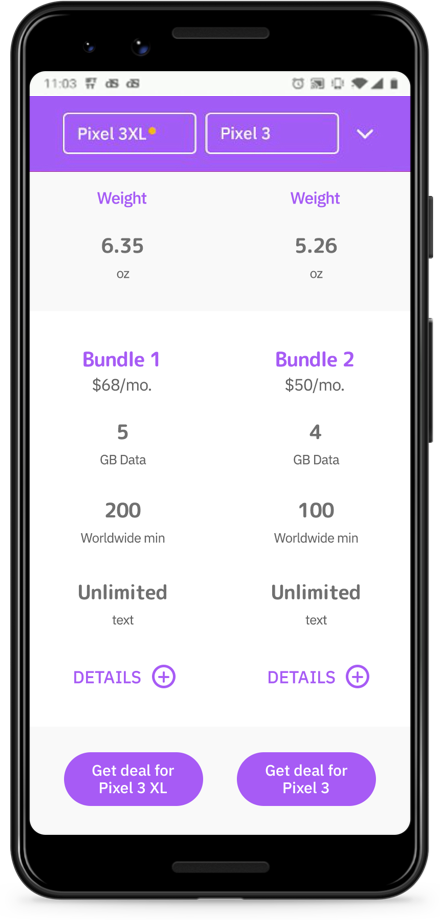 11:03
Pixel 3XL Pixel 3
Weight Weight
6.35 5.26
oz oz
Bundle 1 Bundle 2
$68/mo. $50/mo.
5 4
GB Data GB Data
200 100
Worldwide min Worldwide min
Unlimited Unlimited
text text
DETAILS DETAILS
Get deal for Get deal for
Pixel 3 XL Pixel 3